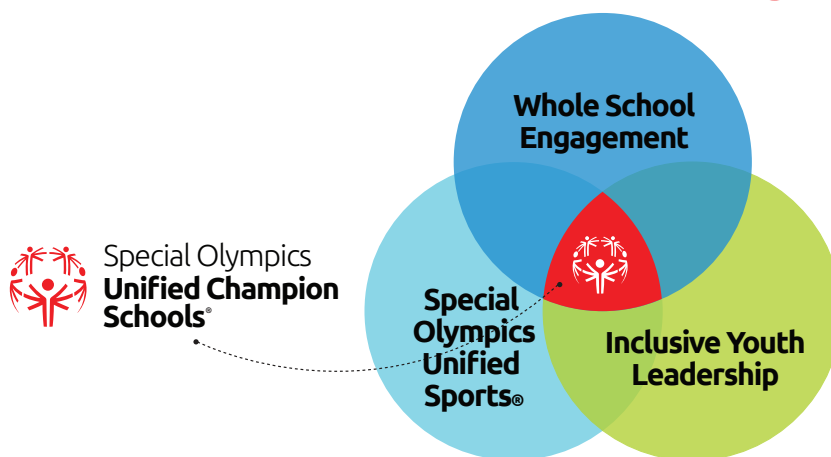 Whole School
Engagement
Special Olympics
Unified Champion
Schools®
Special
Olympics
Unified
Sports®
Inclusive Youth
Leadership